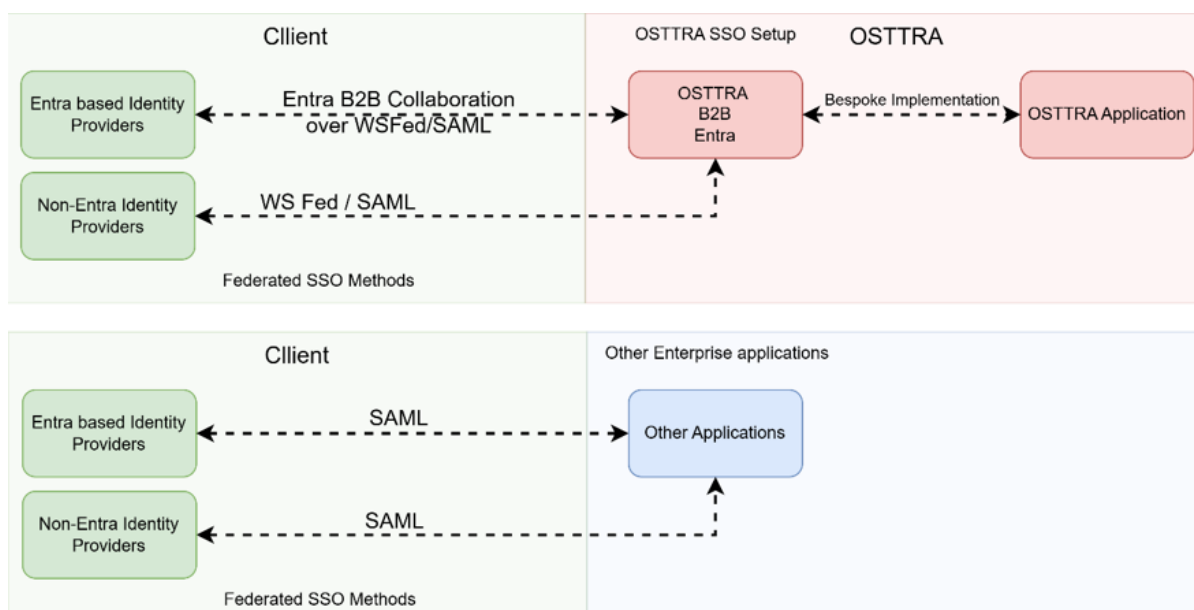 Cllient
OSTTRA SSO Setup
OSTTRA
Entra based Identity
Providers
Entra B2B Collaboration
over WSFed/SAML
OSTTRA
B2B
Entra
Bespoke Implementation
OSTTRA Application
Non-Entra Identity
Providers
WS Fed / SAML
Federated SSO Methods
Cllient
Other Enterprise applications
Entra based Identity
Providers
SAML
Other Applications
Non-Entra Identity
Providers
SAML
Federated SSO Methods